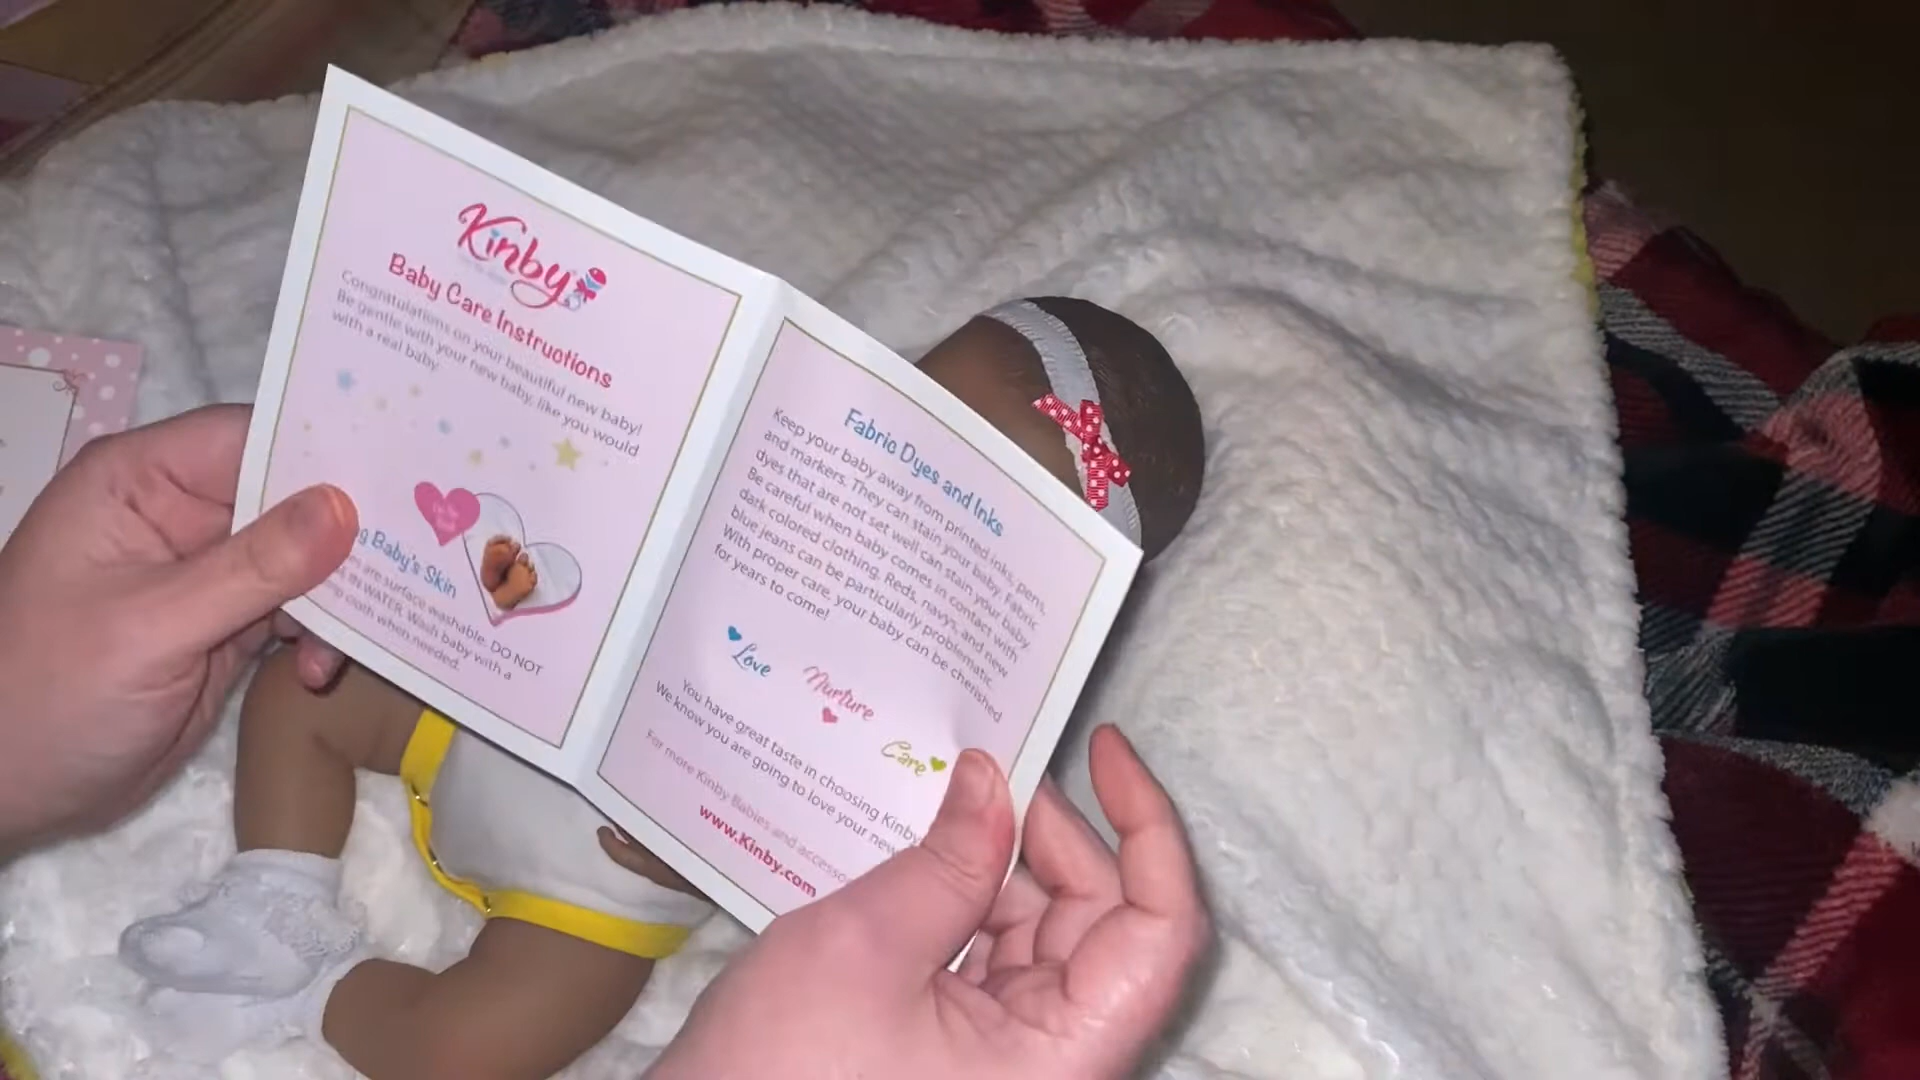 Kinby
Baby Care Instructions
Congratulations on your beautiful new baby!
Be gentle with your new baby, like you would
with a real baby.
Baby's Skin
are surface washable. DO NOT
IN WATER. Wash baby with a
cloth when needed.
Fabric Dyes and Inks
Keep your baby away from printed inks, pens,
and markers. They can stain your baby. Fabric
dyes that are not set well can stain your baby.
Be careful when baby comes in contact with
dark colored clothing. Reds, navys, and new
blue jeans can be particularly problematic.
With proper care, your baby can be cherished
for years to come!
Love
Nurture
Care
You have great taste in choosing Kinby
We know you are going to love your new
For more Kinby Babies and
www.Kinby.com